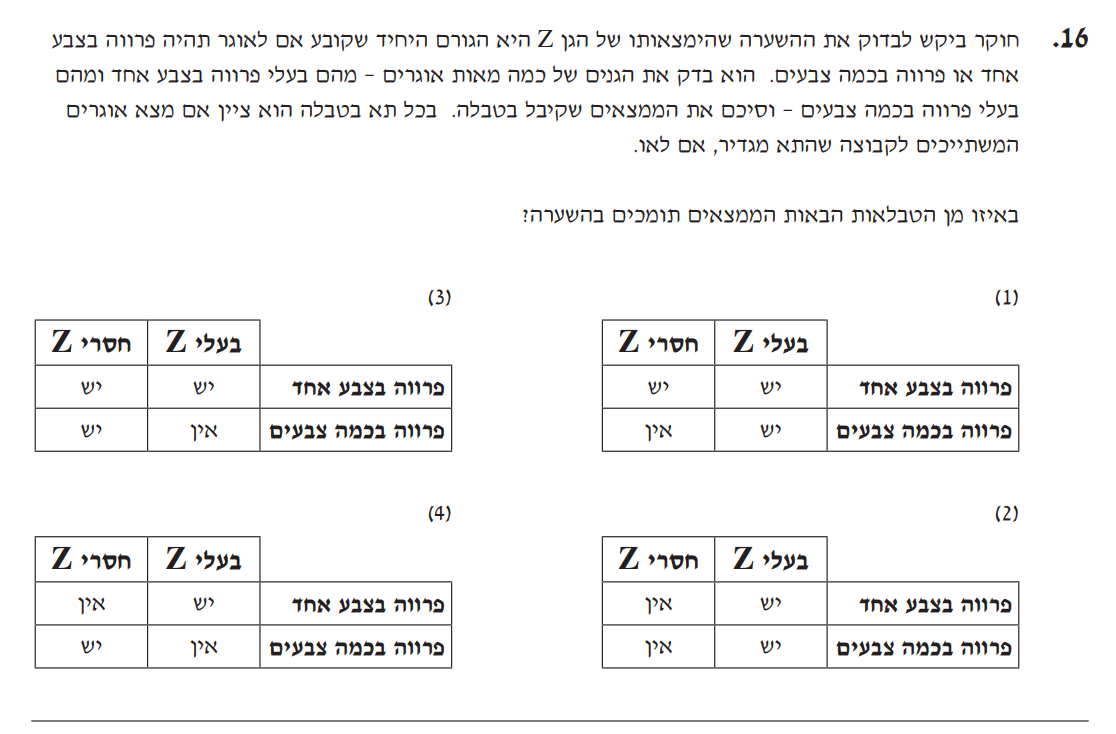 16. חוקר ביקש לבדוק את ההשערה שהימצאותו של הגן Z היא הגורם היחיד שקובע אם לאוגר תהיה פרווה בצבע
אחד או פרווה בכמה צבעים. הוא בדק את הגנים של כמה מאות אוגרים – מהם בעלי פרווה בצבע אחד ומהם
בעלי פרווה בכמה צבעים – וסיכם את הממצאים שקיבל בטבלה. בכל תא בטבלה הוא ציין אם מצא אוגרים
המשתייכים לקבוצה שהתא מגדיר, אם לאו.
באיזו מן הטבלאות הבאות הממצאים תומכים בהשערה?
(1)
בעלי Z חסרי Z
פרווה בצבע אחד יש יש
פרווה בכמה צבעים יש אין
(2)
בעלי Z חסרי Z
פרווה בצבע אחד יש אין
פרווה בכמה צבעים יש אין
(3)
בעלי Z חסרי Z
פרווה בצבע אחד יש יש
פרווה בכמה צבעים אין יש
(4)
בעלי Z חסרי Z
פרווה בצבע אחד יש אין
פרווה בכמה צבעים אין יש